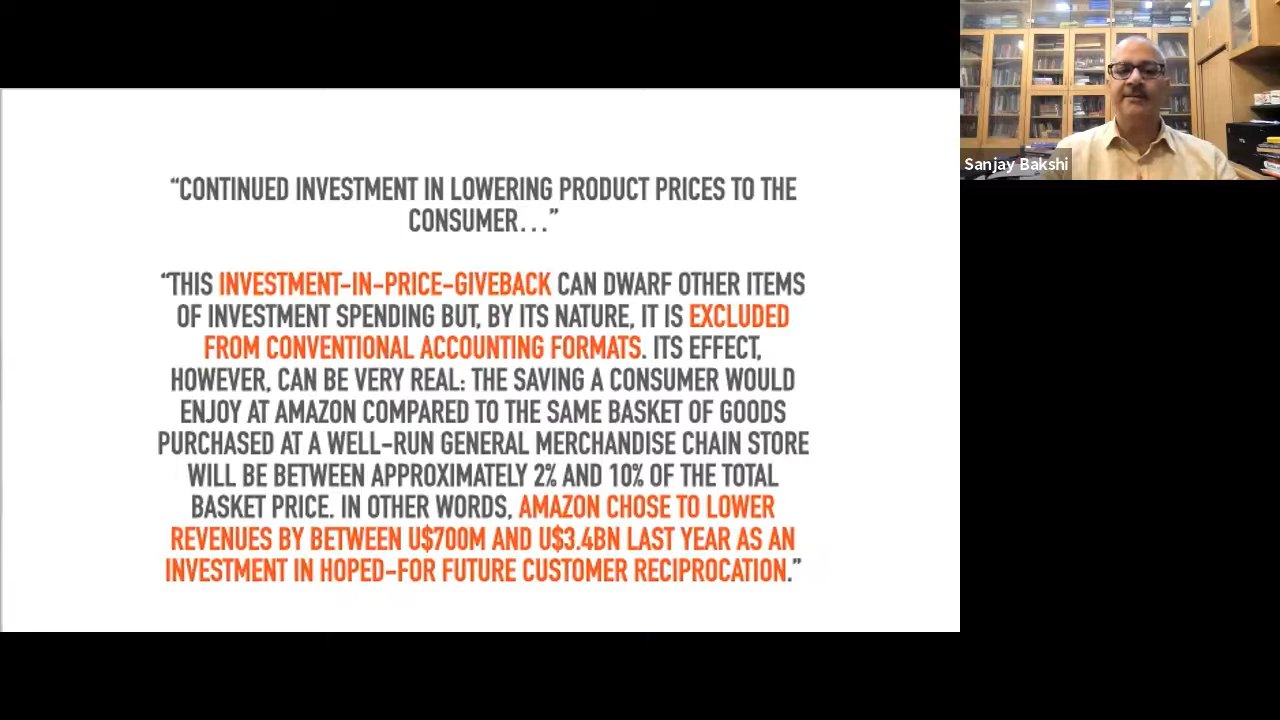 “CONTINUED INVESTMENT IN LOWERING PRODUCT PRICES TO THE
CONSUMER...”
“THIS INVESTMENT-IN-PRICE-GIVEBACK CAN DWARF OTHER ITEMS
OF INVESTMENT SPENDING BUT, BY ITS NATURE, IT IS EXCLUDED
FROM CONVENTIONAL ACCOUNTING FORMATS. ITS EFFECT,
HOWEVER, CAN BE VERY REAL: THE SAVING A CONSUMER WOULD
ENJOY AT AMAZON COMPARED TO THE SAME BASKET OF GOODS
PURCHASED AT A WELL-RUN GENERAL MERCHANDISE CHAIN STORE
WILL BE BETWEEN APPROXIMATELY 2% AND 10% OF THE TOTAL
BASKET PRICE. IN OTHER WORDS, AMAZON CHOSE TO LOWER
REVENUES BY BETWEEN U$700M AND U$3.4BN LAST YEAR AS AN
INVESTMENT IN HOPED-FOR FUTURE CUSTOMER RECIPROCATION.”
Sanjay Bakshi